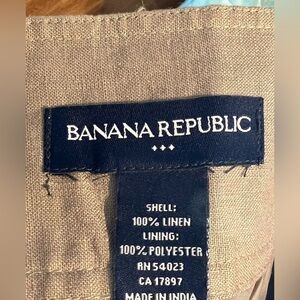 BANANA REPUBLIC
SHELL:
100% LINEN
LINING:
100% POLYESTER
RN 54023
CA 17897
MADE IN INDIA